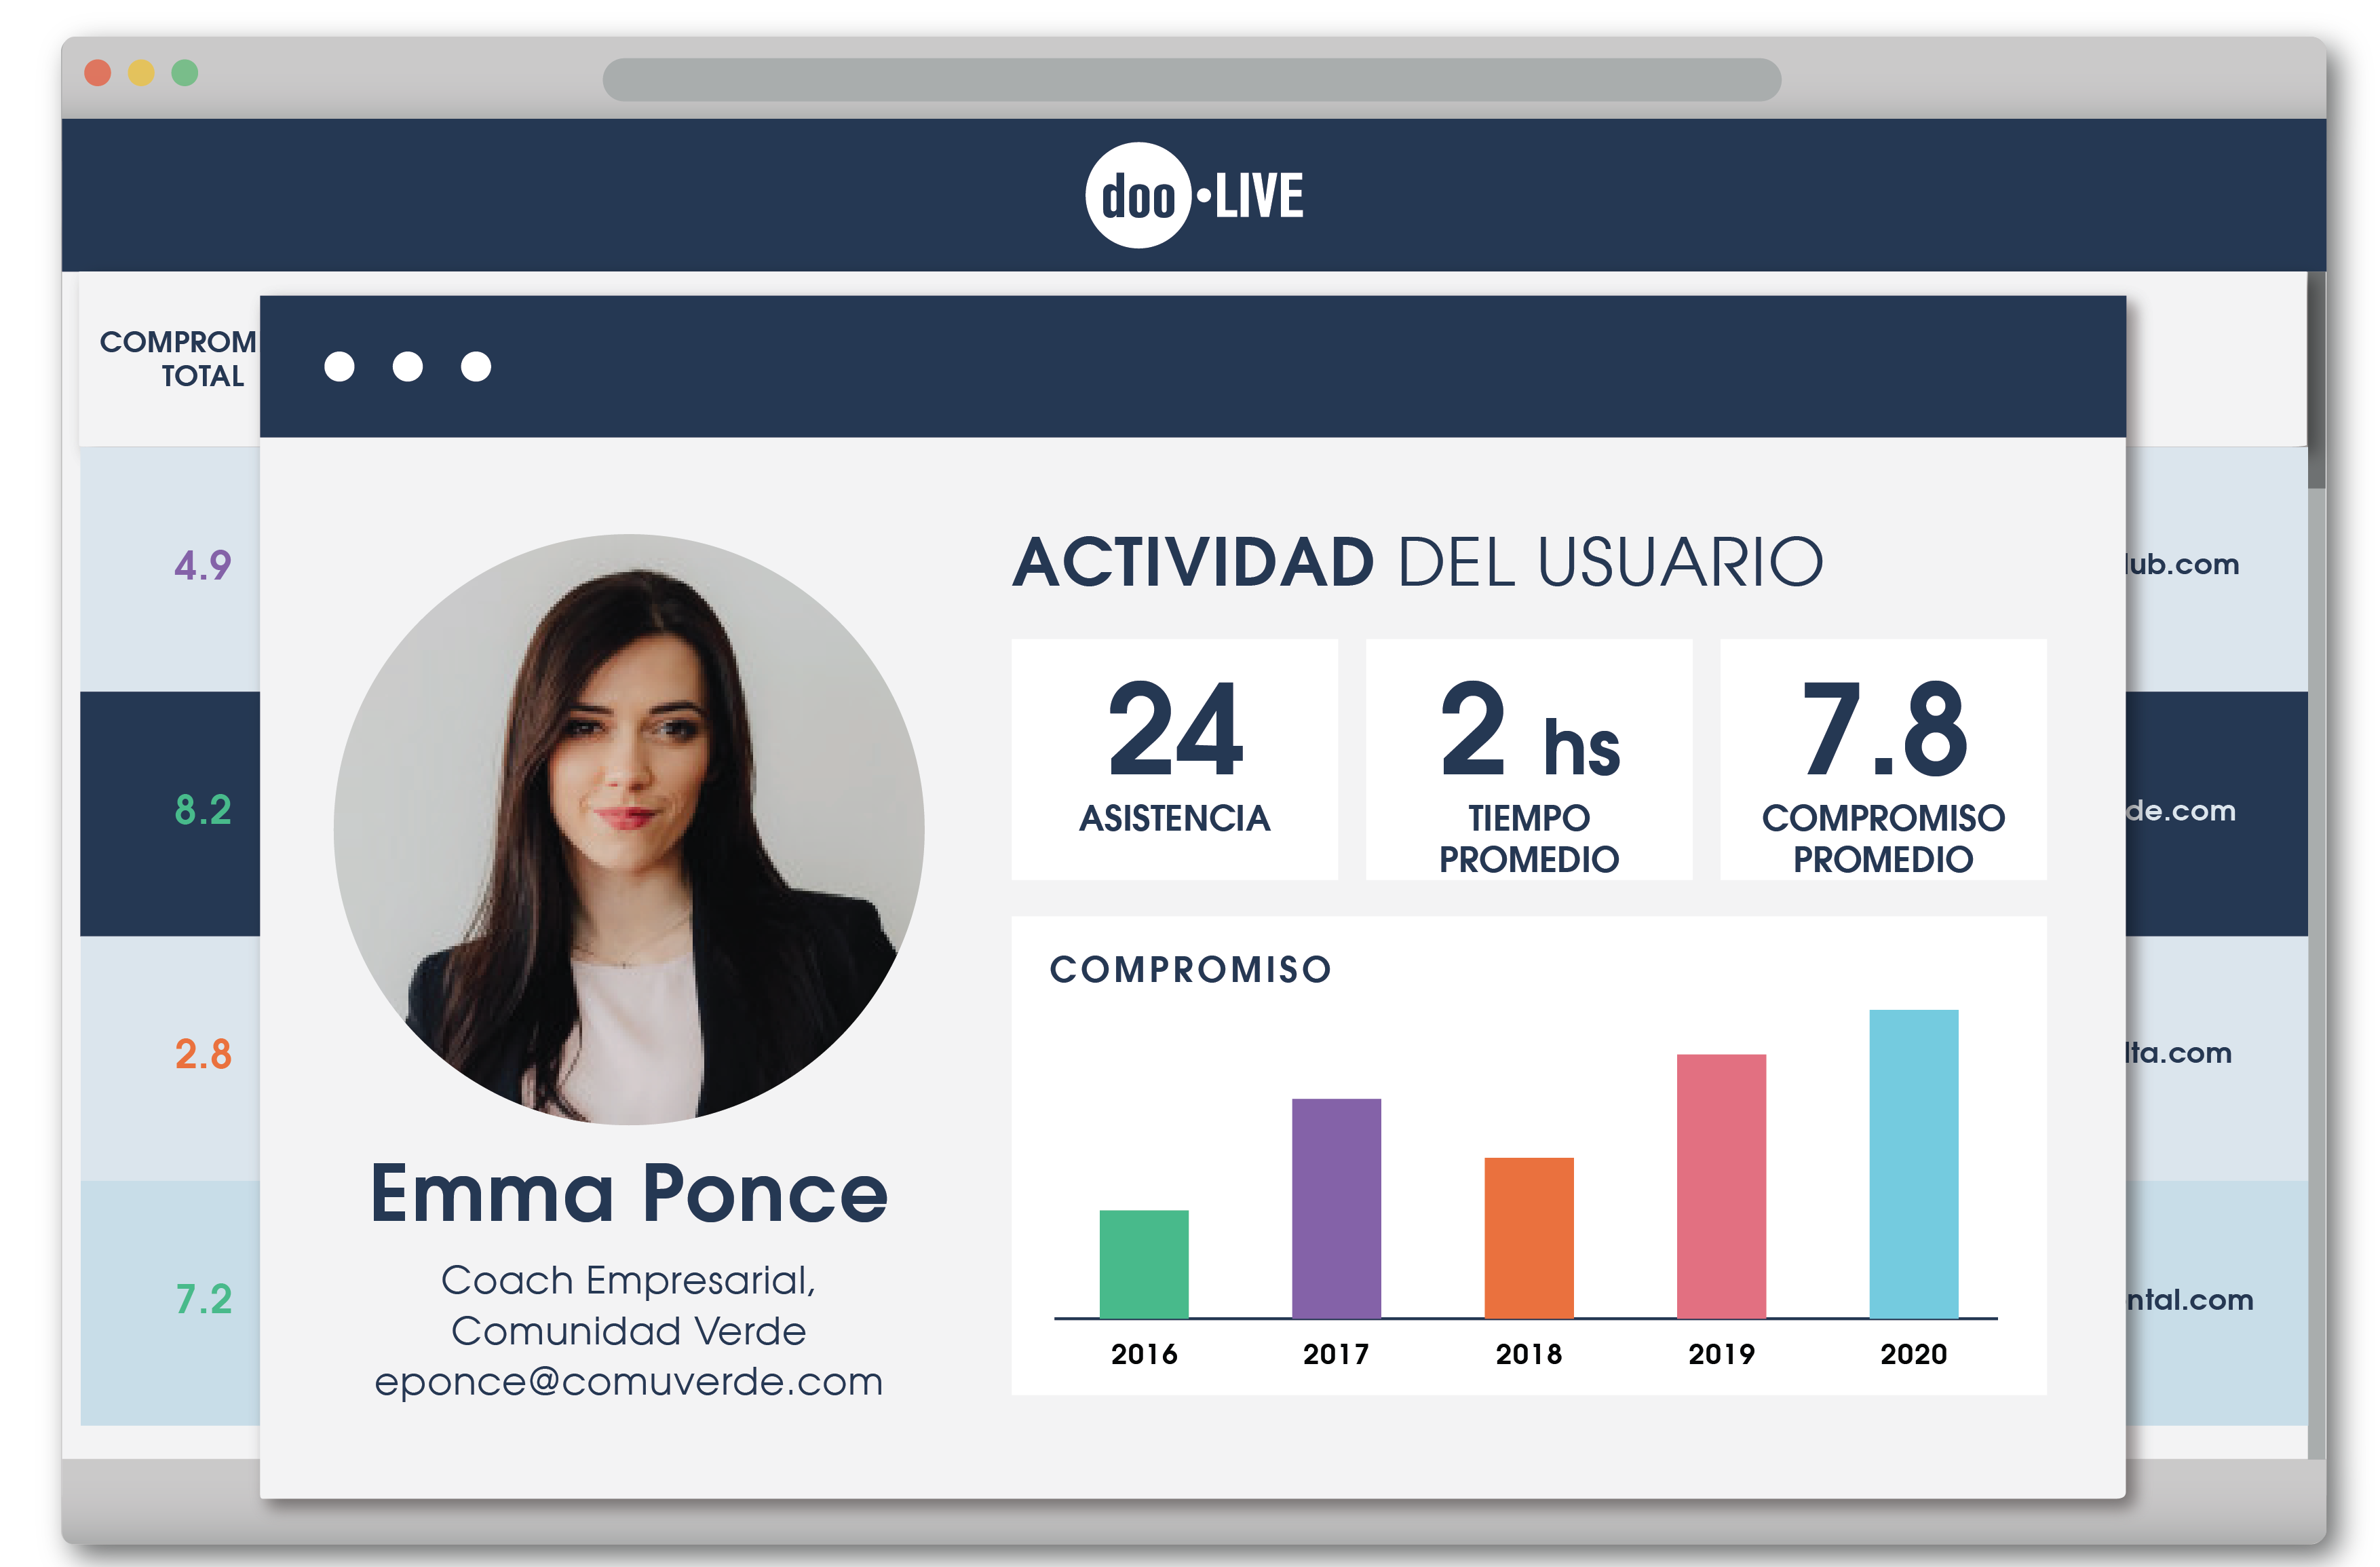 doo•LIVE
COMPROM
TOTAL
4.9
lub.com
8.2
de.com
2.8
lta.com
7.2
ntal.com
ACTIVIDAD DEL USUARIO
24
ASISTENCIA
2 hs
TIEMPO
PROMEDIO
7.8
COMPROMISO
PROMEDIO
COMPROMISO
2016 2017 2018 2019 2020
Emma Ponce
Coach Empresarial,
Comunidad Verde
eponce@comuverde.com